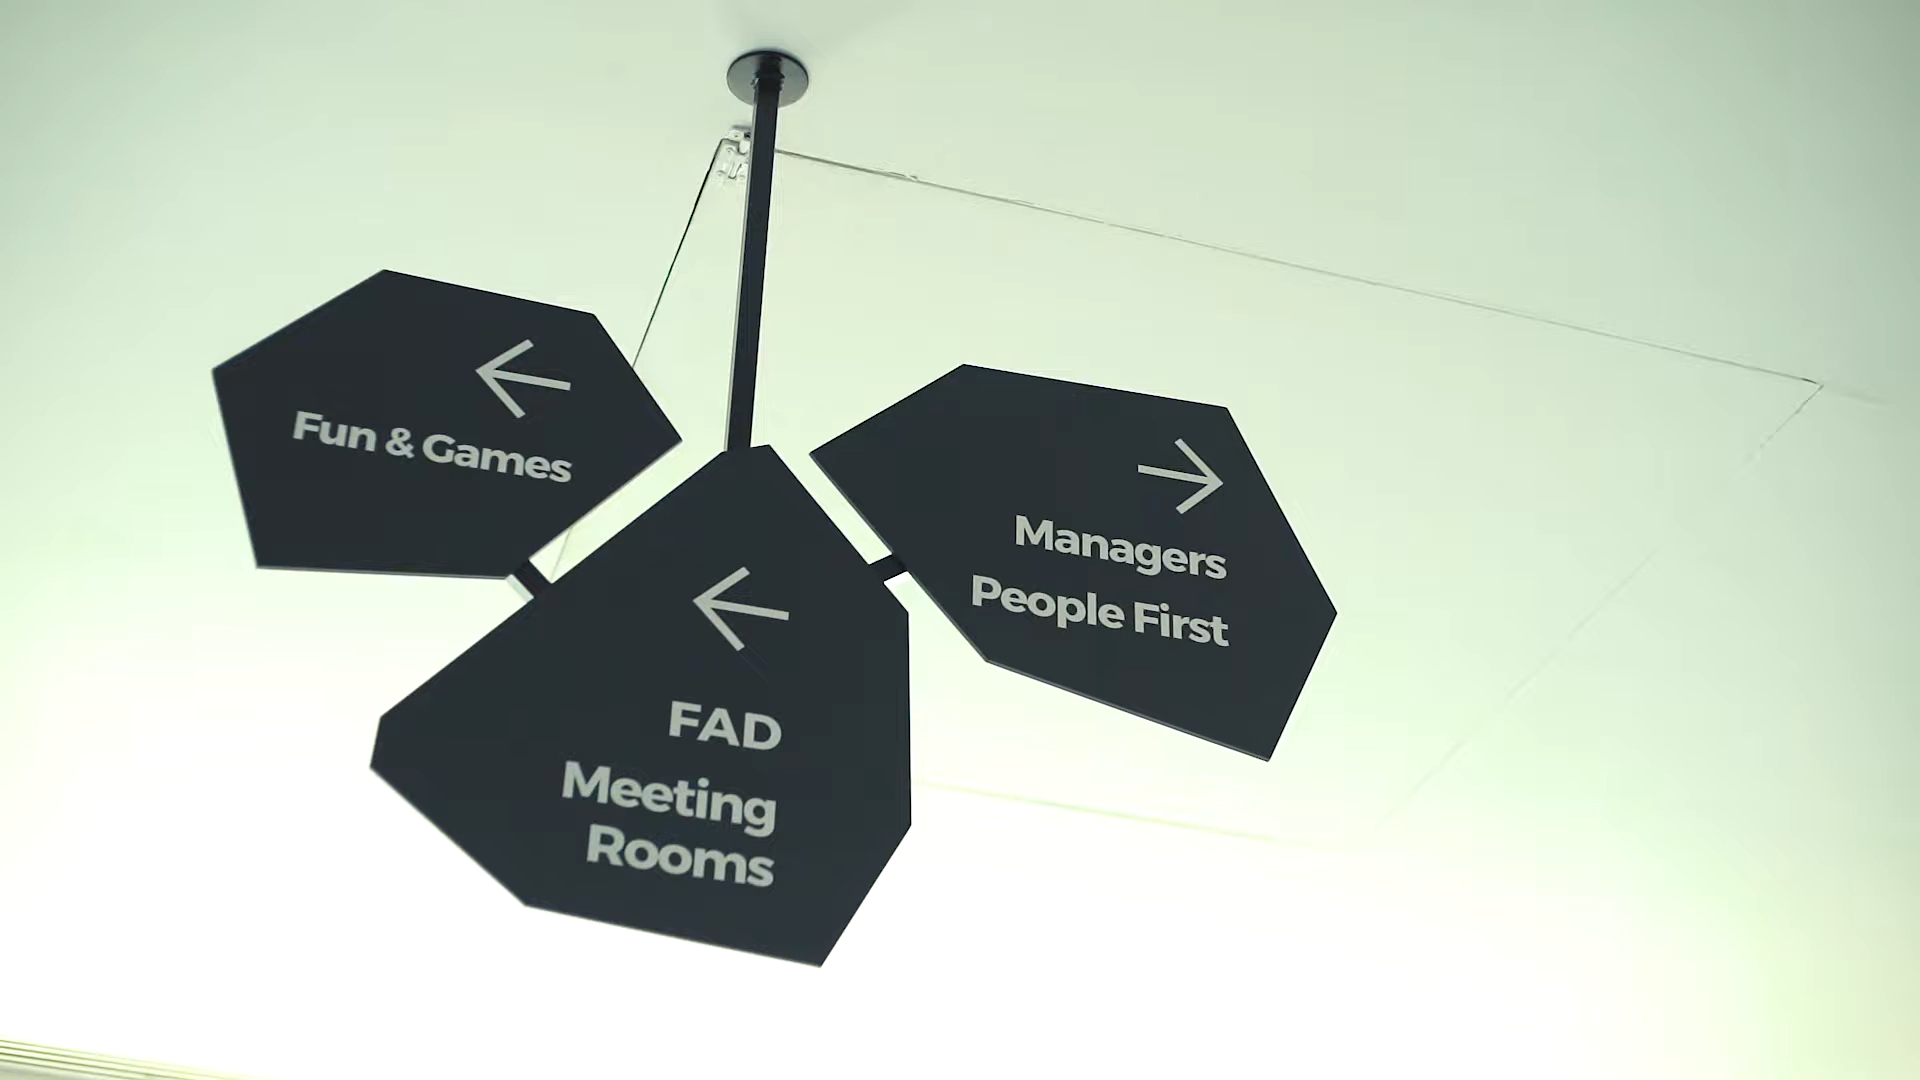 Fun & Games
Managers
People First
FAD
Meeting
Rooms